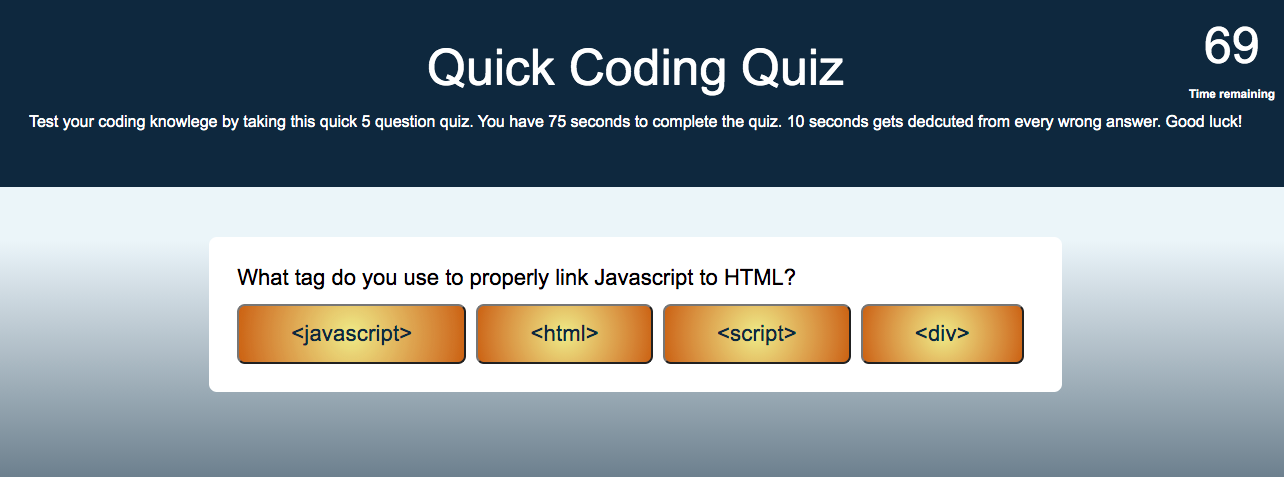 69
Quick Coding Quiz
Time remaining
Test your coding knowlege by taking this quick 5 question quiz. You have 75 seconds to complete the quiz. 10 seconds gets dedcuted from every wrong answer. Good luck!
What tag do you use to properly link Javascript to HTML?
<javascript> <html> <script> <div>